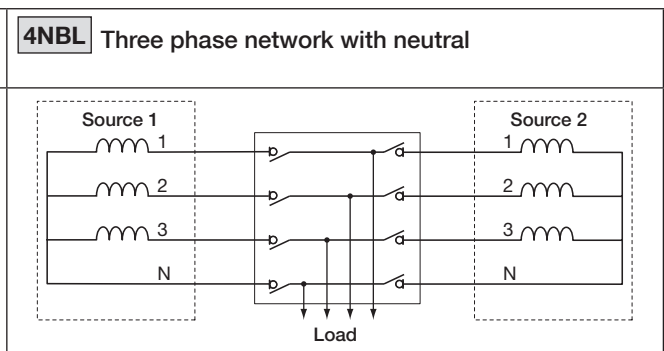 4NBL Three phase network with neutral
Source 1 Source 2
1 1
2 2
3 3
N N
Load